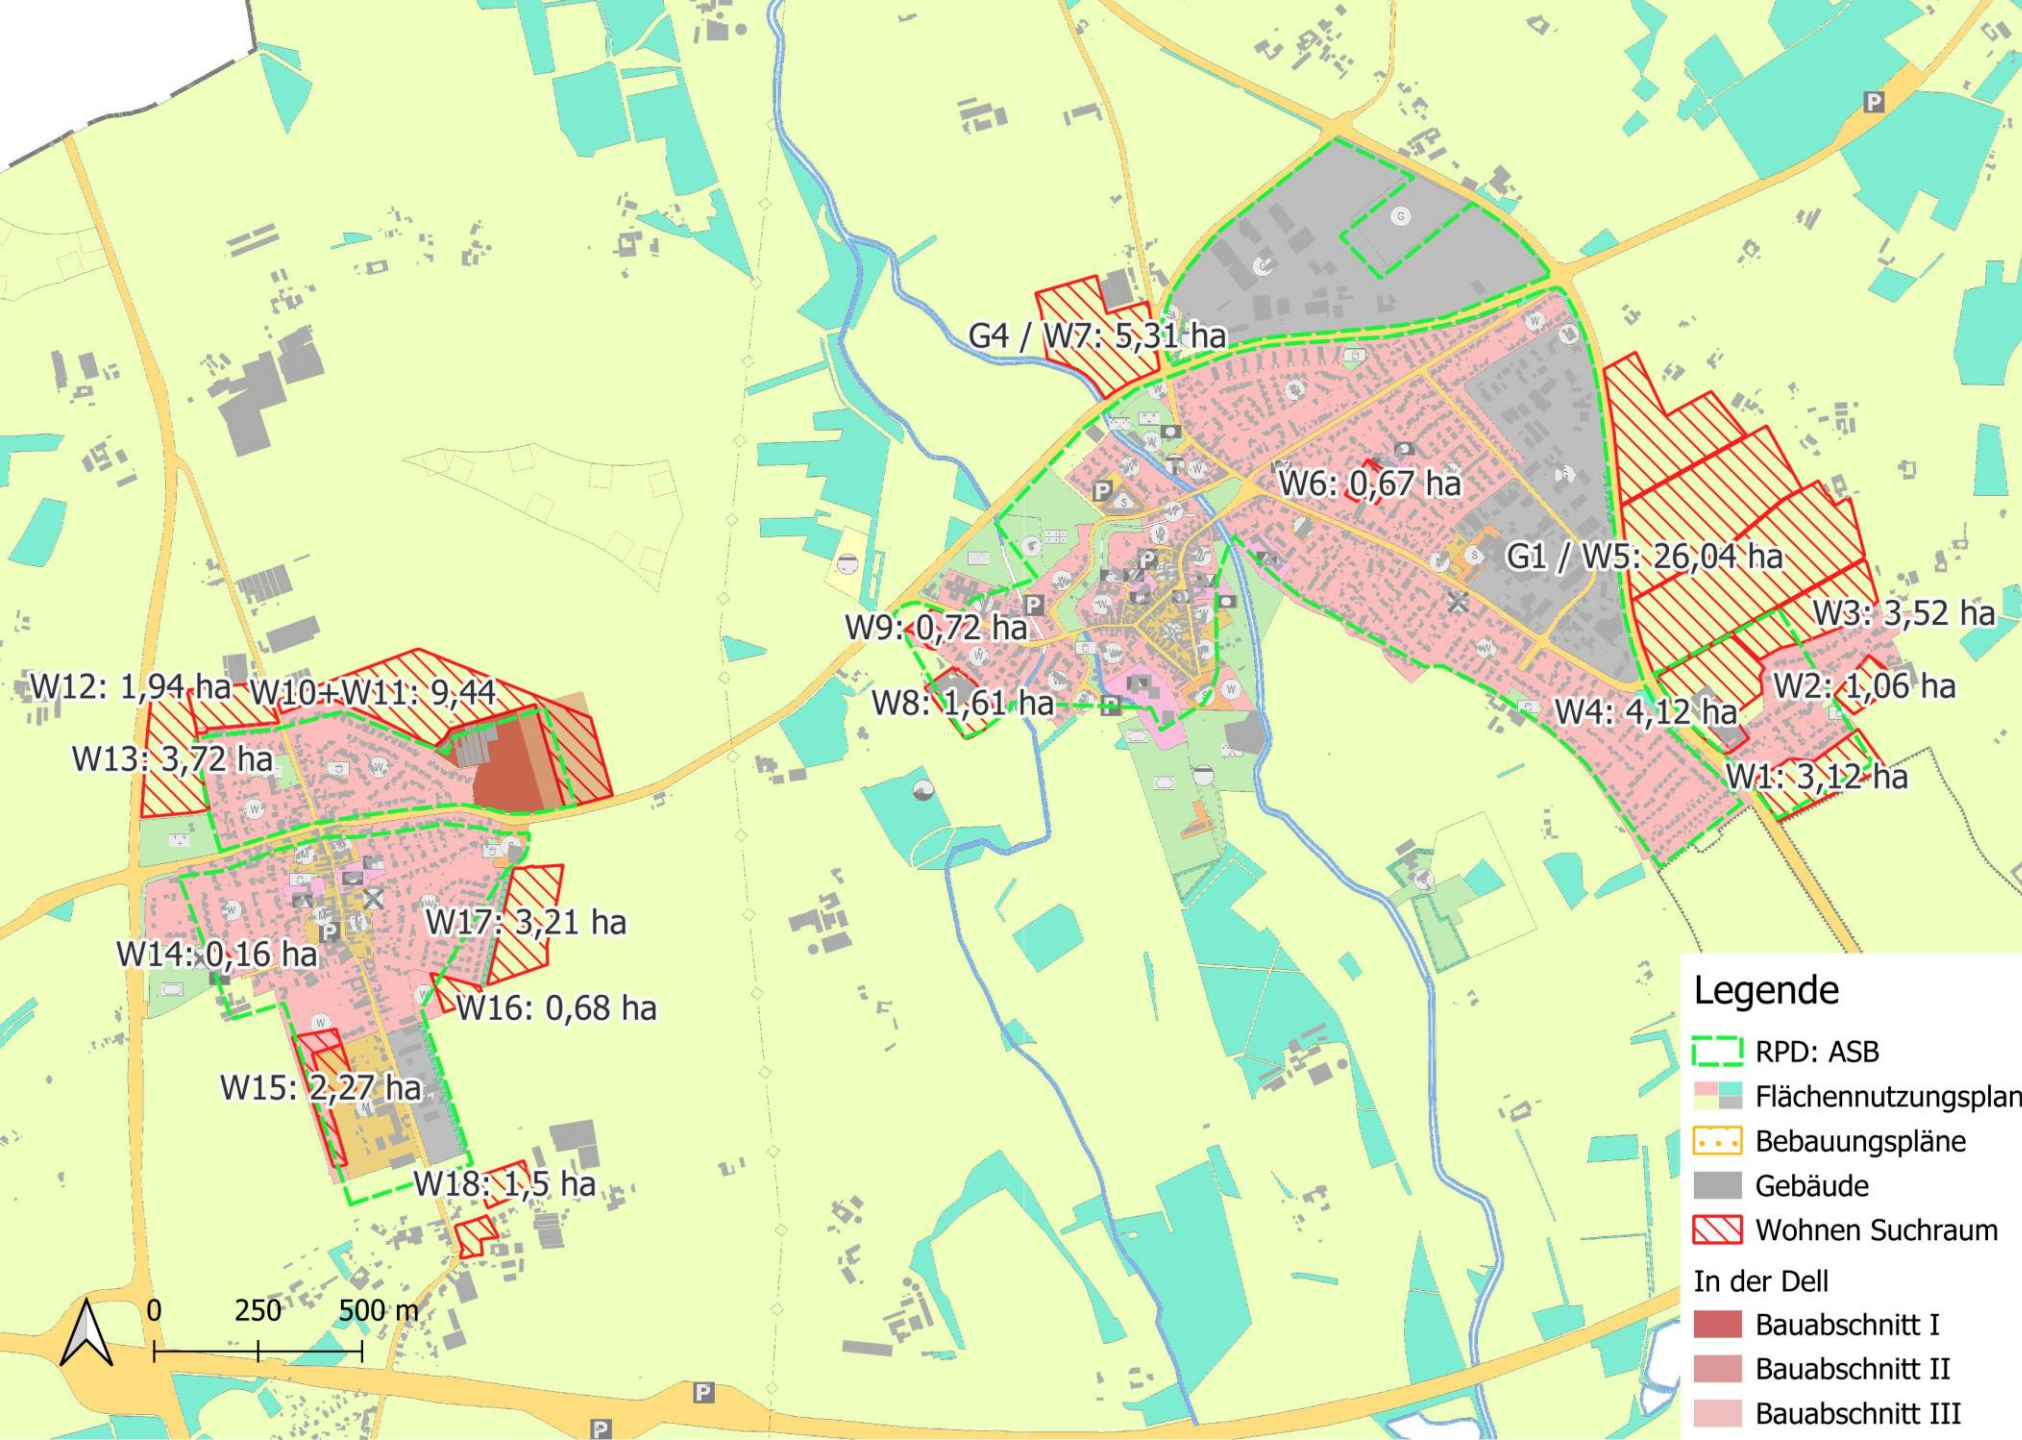 P
G
G
G4 / W7: 5,31 ha
W
W
W
W
W
W
W6: 0,67 ha
P
S
G1 / W5: 26,04 ha
S
P
W3: 3,52 ha
P
W9: 0,72 ha
W
W12: 1,94 ha
W10+W11: 9,44
W2: 1,06 ha
W8: 1,61 ha
P
W
W4: 4,12 ha
W13: 3,72 ha
W
W
W1: 3,12 ha
M
M
W
W17: 3,21 ha
M
M
P
W14: 0,16 ha
W
W16: 0,68 ha
W
W15: 2,27 ha
M
W18: 1,5 ha
0 250 500 m
P
P
Legende
RPD: ASB
Flächennutzungsplan
Bebauungspläne
Gebäude
Wohnen Suchraum
In der Dell
Bauabschnitt I
Bauabschnitt II
Bauabschnitt III